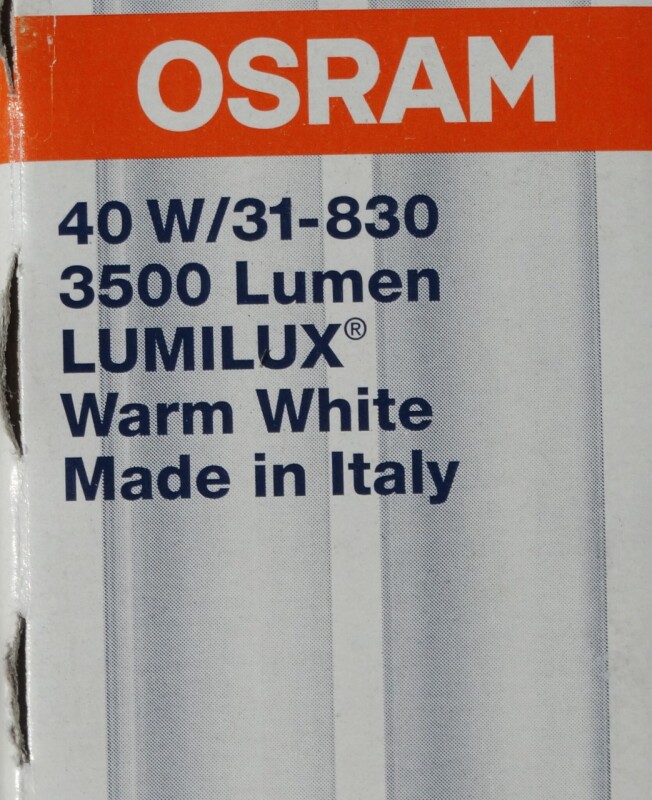 OSRAM
40 W/31-830
3500 Lumen
LUMILUX®
Warm White
Made in Italy